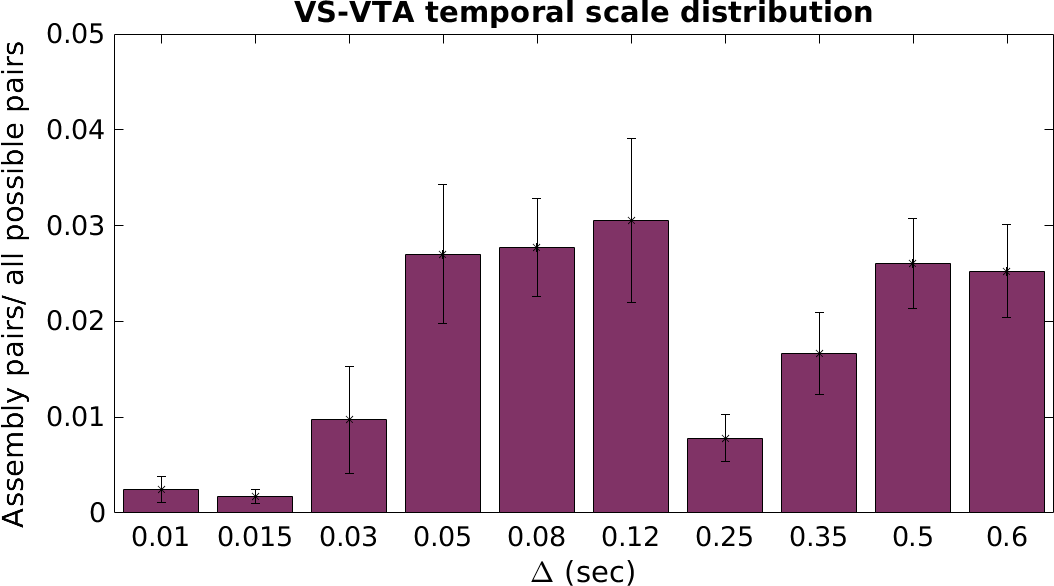 VS-VTA temporal scale distribution
Assembly pairs/ all possible pairs
0.05
0.04
0.03
0.02
0.01
0
0.01 0.015 0.03 0.05 0.08 0.12 0.25 0.35 0.5 0.6
Δ (sec)